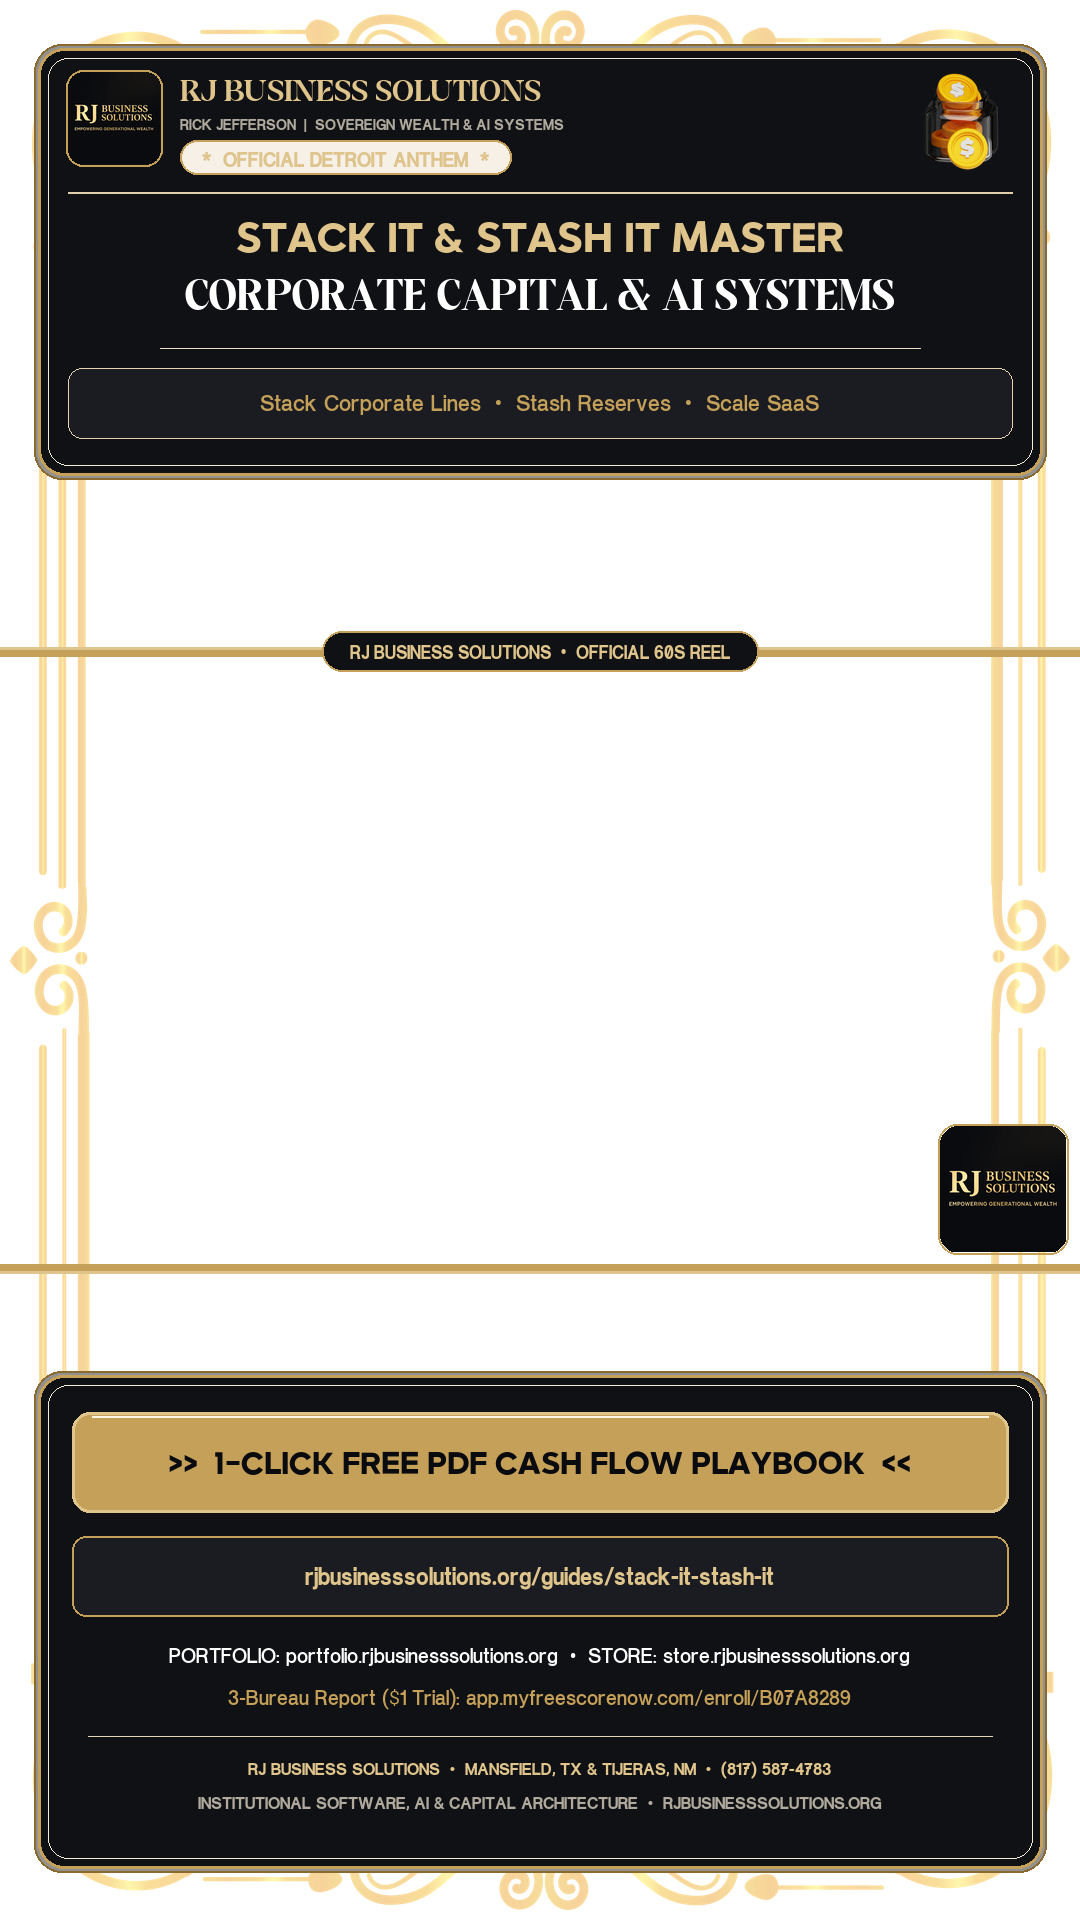 RJ BUSINESS SOLUTIONS
EMPOWERING GENERATIONAL WEALTH
RJ BUSINESS SOLUTIONS
RICK JEFFERSON | SOVEREIGN WEALTH & AI SYSTEMS
* OFFICIAL DETROIT ANTHEM *
STACK IT & STASH IT MASTER
CORPORATE CAPITAL & AI SYSTEMS
Stack Corporate Lines • Stash Reserves • Scale SaaS
RJ BUSINESS SOLUTIONS • OFFICIAL 60S REEL
RJ BUSINESS SOLUTIONS
EMPOWERING GENERATIONAL WEALTH
>> 1-CLICK FREE PDF CASH FLOW PLAYBOOK <<
rjbusinesssolutions.org/guides/stack-it-stash-it
PORTFOLIO: portfolio.rjbusinesssolutions.org • STORE: store.rjbusinesssolutions.org
3-Bureau Report ($1 Trial): app.myfreescorenow.com/enroll/B07A8289
RJ BUSINESS SOLUTIONS • MANSFIELD, TX & TIJERAS, NM • (817) 587-4783
INSTITUTIONAL SOFTWARE, AI & CAPITAL ARCHITECTURE • RJBUSINESSSOLUTIONS.ORG